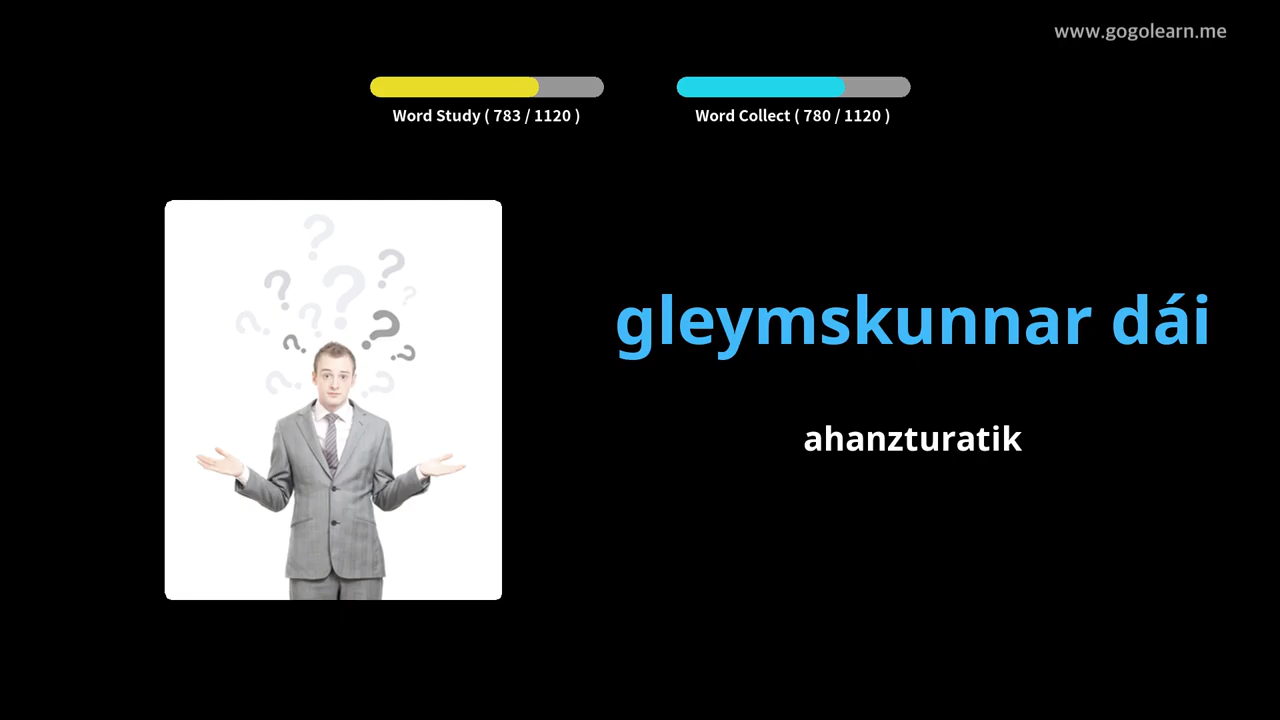 www.gogolearn.me
Word Study ( 783 / 1120 )
Word Collect ( 780 / 1120 )
gleymskunnar dái
ahanzturatik